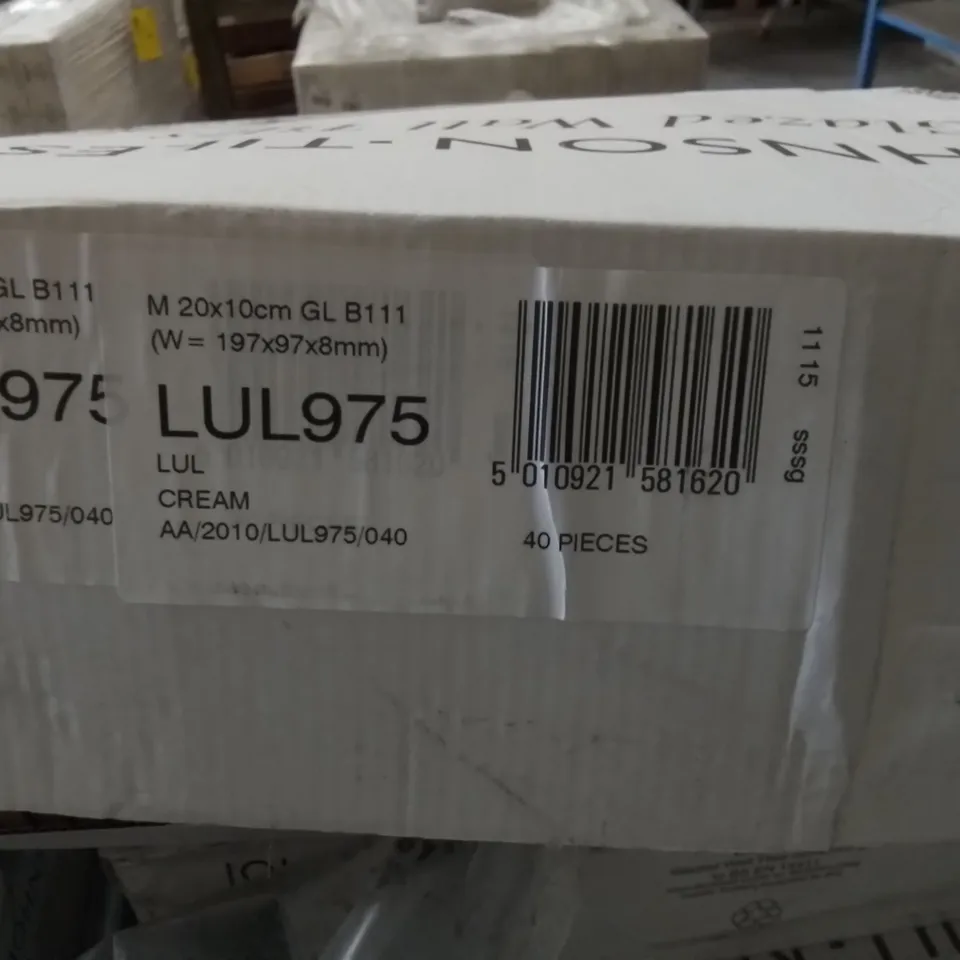 HNSON · TILES
Glazed Wall Tiles
GL B111
x8mm)
975
UL975/040
M 20x10cm GL B111
(W= 197x97x8mm)
LUL975
LUL
CREAM
AA/2010/LUL975/040
5 010921 581620
40 PIECES
1115 sssg